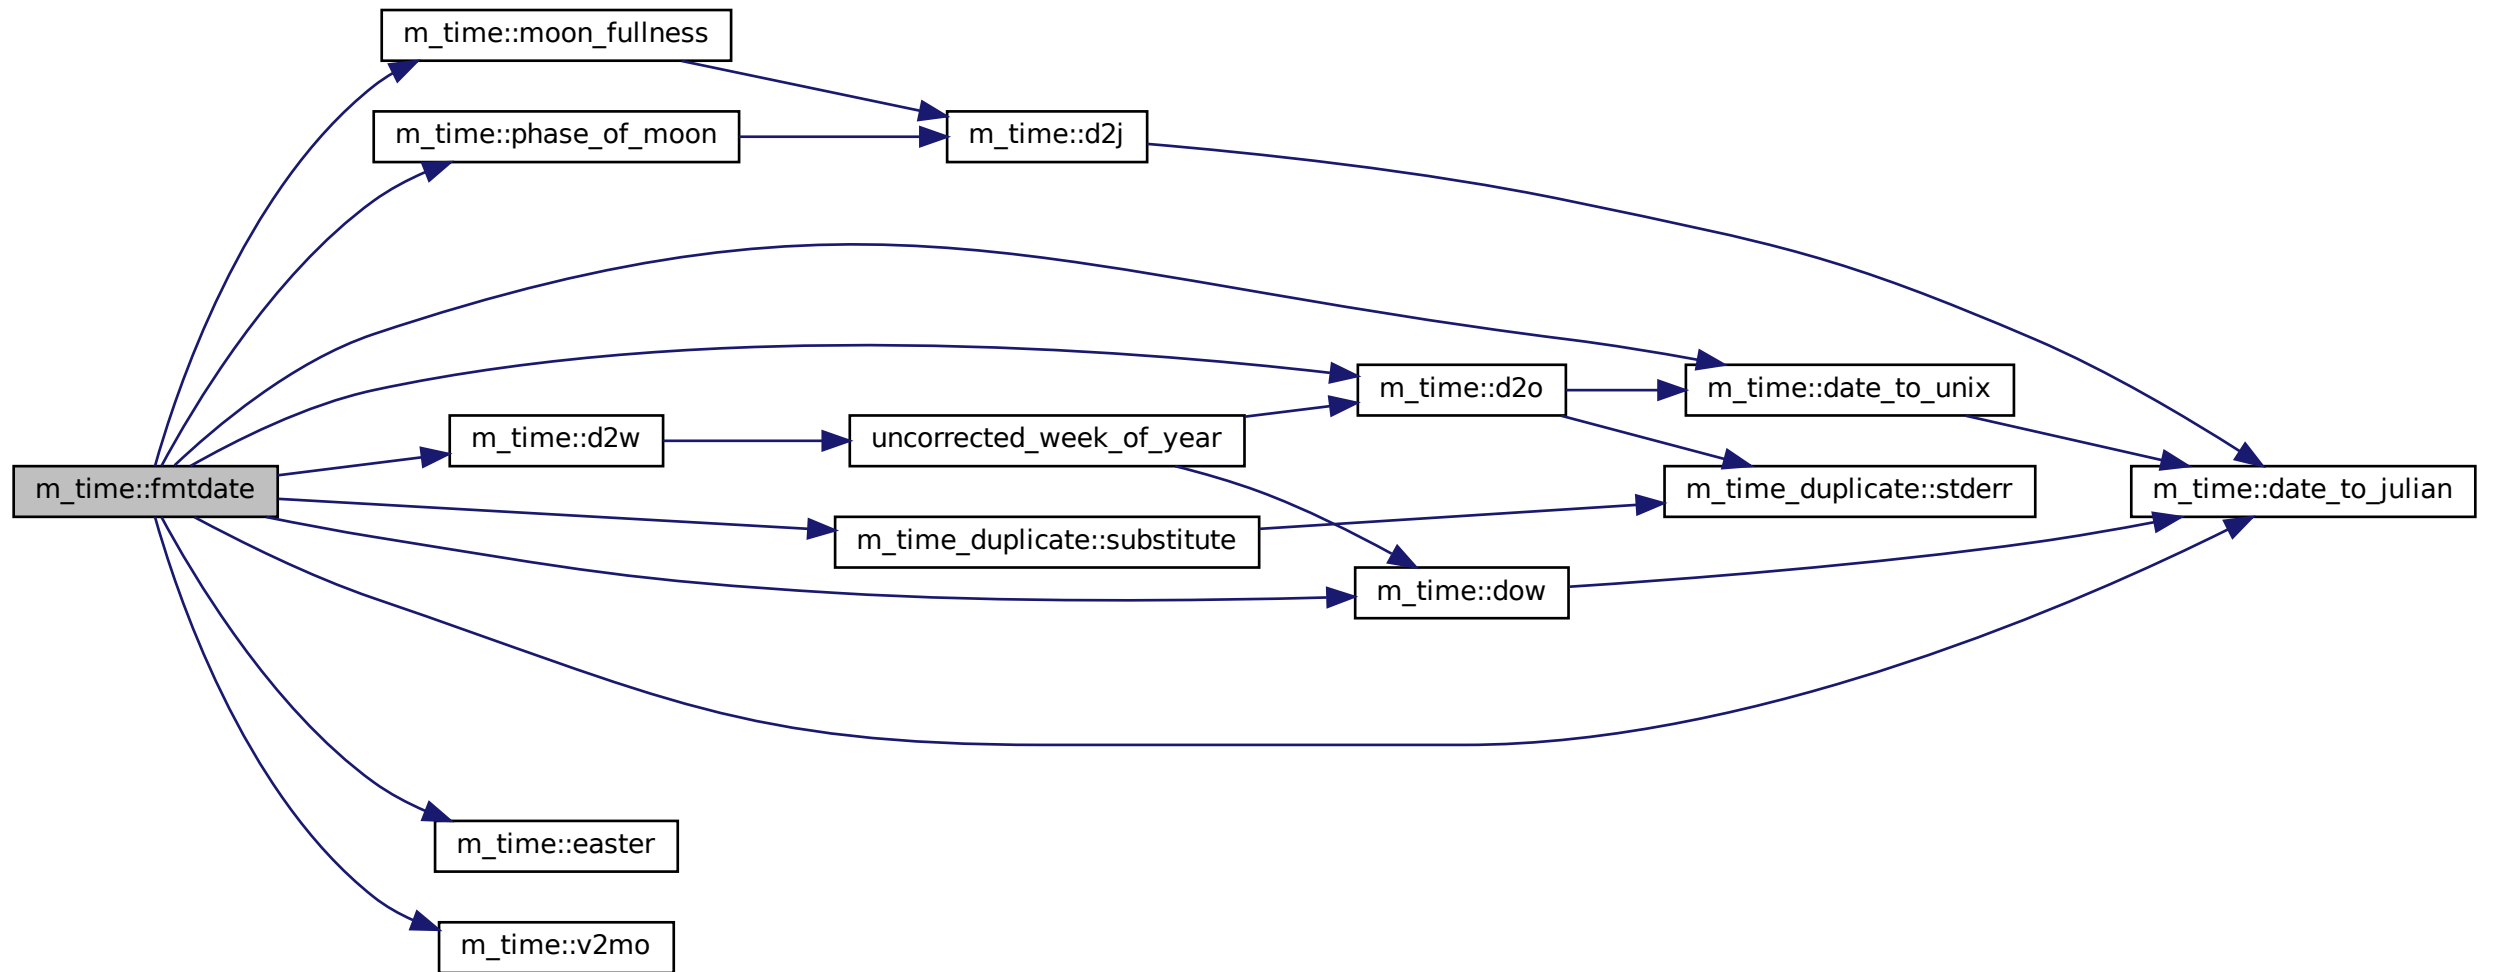 m_time::moon_fullness
m_time::phase_of_moon
m_time::d2j
m_time::d2o
m_time::date_to_unix
m_time::d2w
uncorrected_week_of_year
m_time::fmtdate
m_time_duplicate::stderr
m_time::date_to_julian
m_time_duplicate::substitute
m_time::dow
m_time::easter
m_time::v2mo